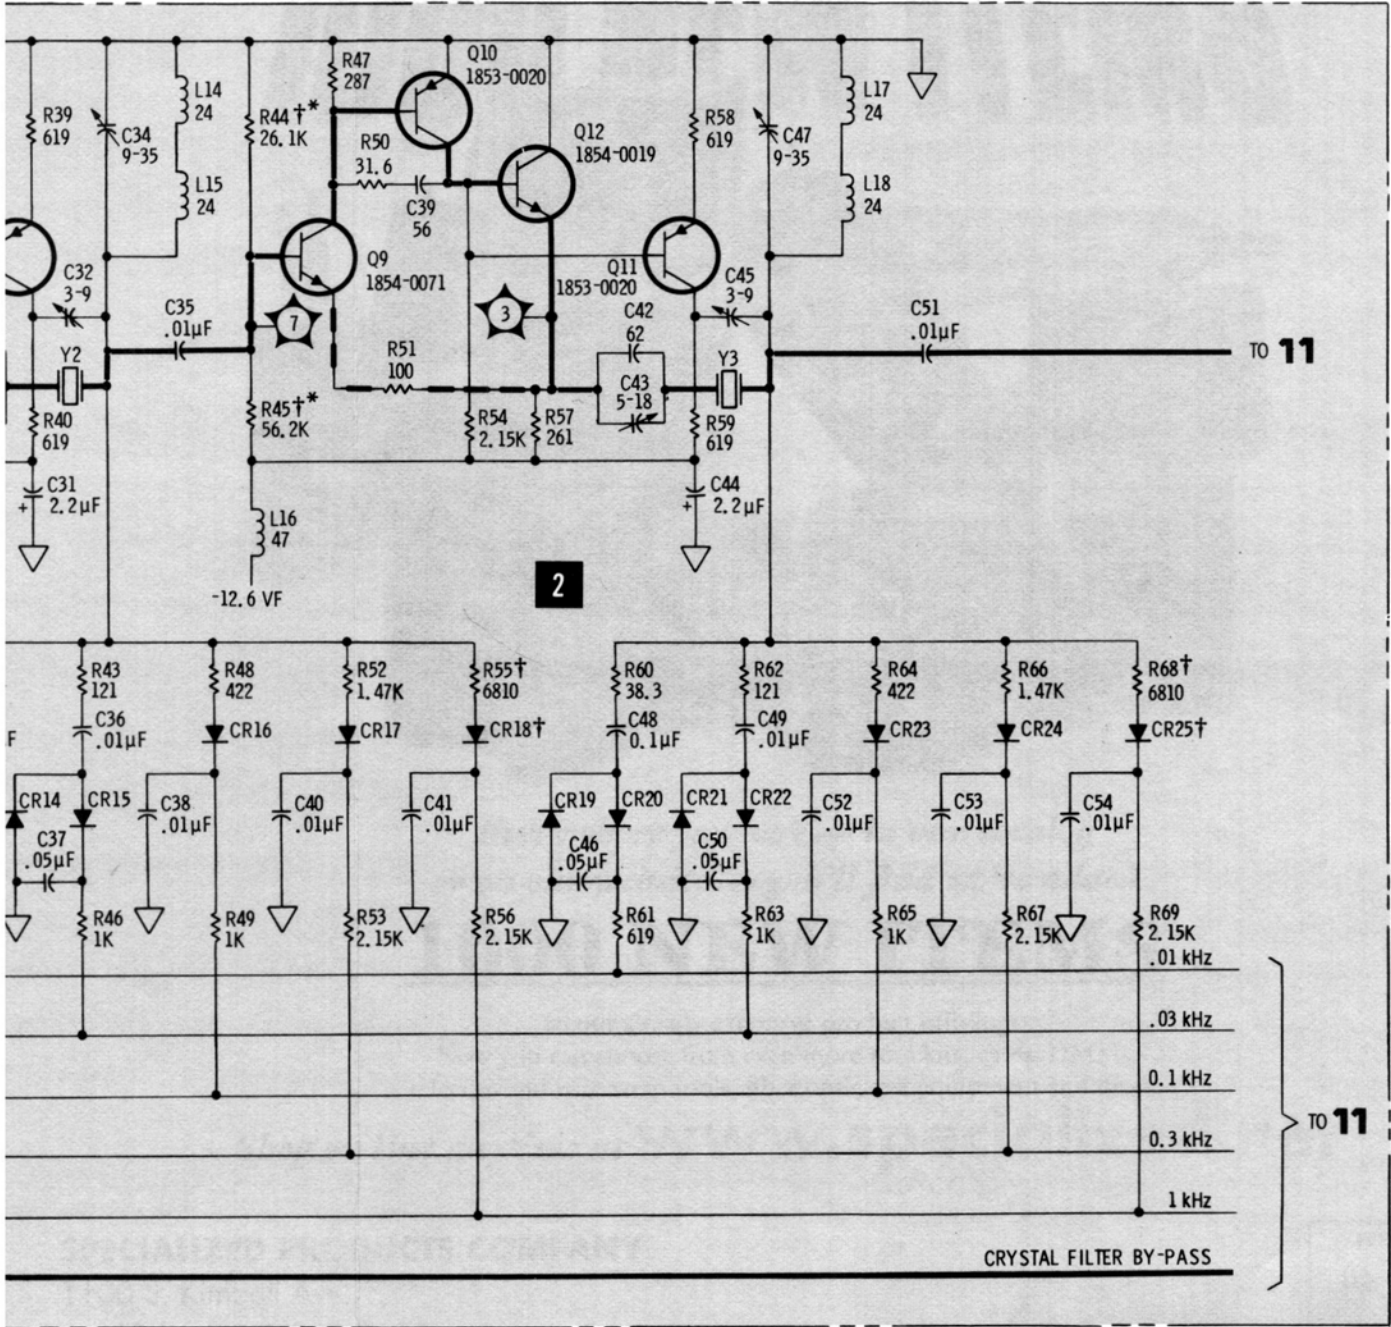 R47
287
Q10
1853-0020
L14
24
L17
24
R39
619
C34
9-35
R44†*
26.1K
R50
31.6
Q12
1854-0019
R58
619
C47
9-35
L15
24
L18
24
C39
56
C32
3-9
Q9
1854-0071
Q11
1853-0020
C45
3-9
C35
.01µF
7
3
C42
62
C51
.01µF
Y2
R51
100
Y3
TO 11
C43
5-18
R40
619
R45†*
56.2K
R54
2.15K
R57
261
R59
619
C31
+ 2.2µF
C44
+ 2.2µF
L16
47
-12.6 VF
2
R43
121
R48
422
R52
1.47K
R55†
6810
R60
38.3
R62
121
R64
422
R66
1.47K
R68†
6810
F
C36
.01µF
CR16
CR17
CR18†
C48
0.1µF
C49
.01µF
CR23
CR24
CR25†
CR14
CR15
C38
.01µF
C40
.01µF
C41
.01µF
CR19
CR20
CR21
CR22
C52
.01µF
C53
.01µF
C54
.01µF
C37
.05µF
C46
.05µF
C50
.05µF
R46
1K
R49
1K
R53
2.15K
R56
2.15K
R61
619
R63
1K
R65
1K
R67
2.15K
R69
2.15K
.01 kHz
.03 kHz
0.1 kHz
TO 11
0.3 kHz
1 kHz
CRYSTAL FILTER BY-PASS